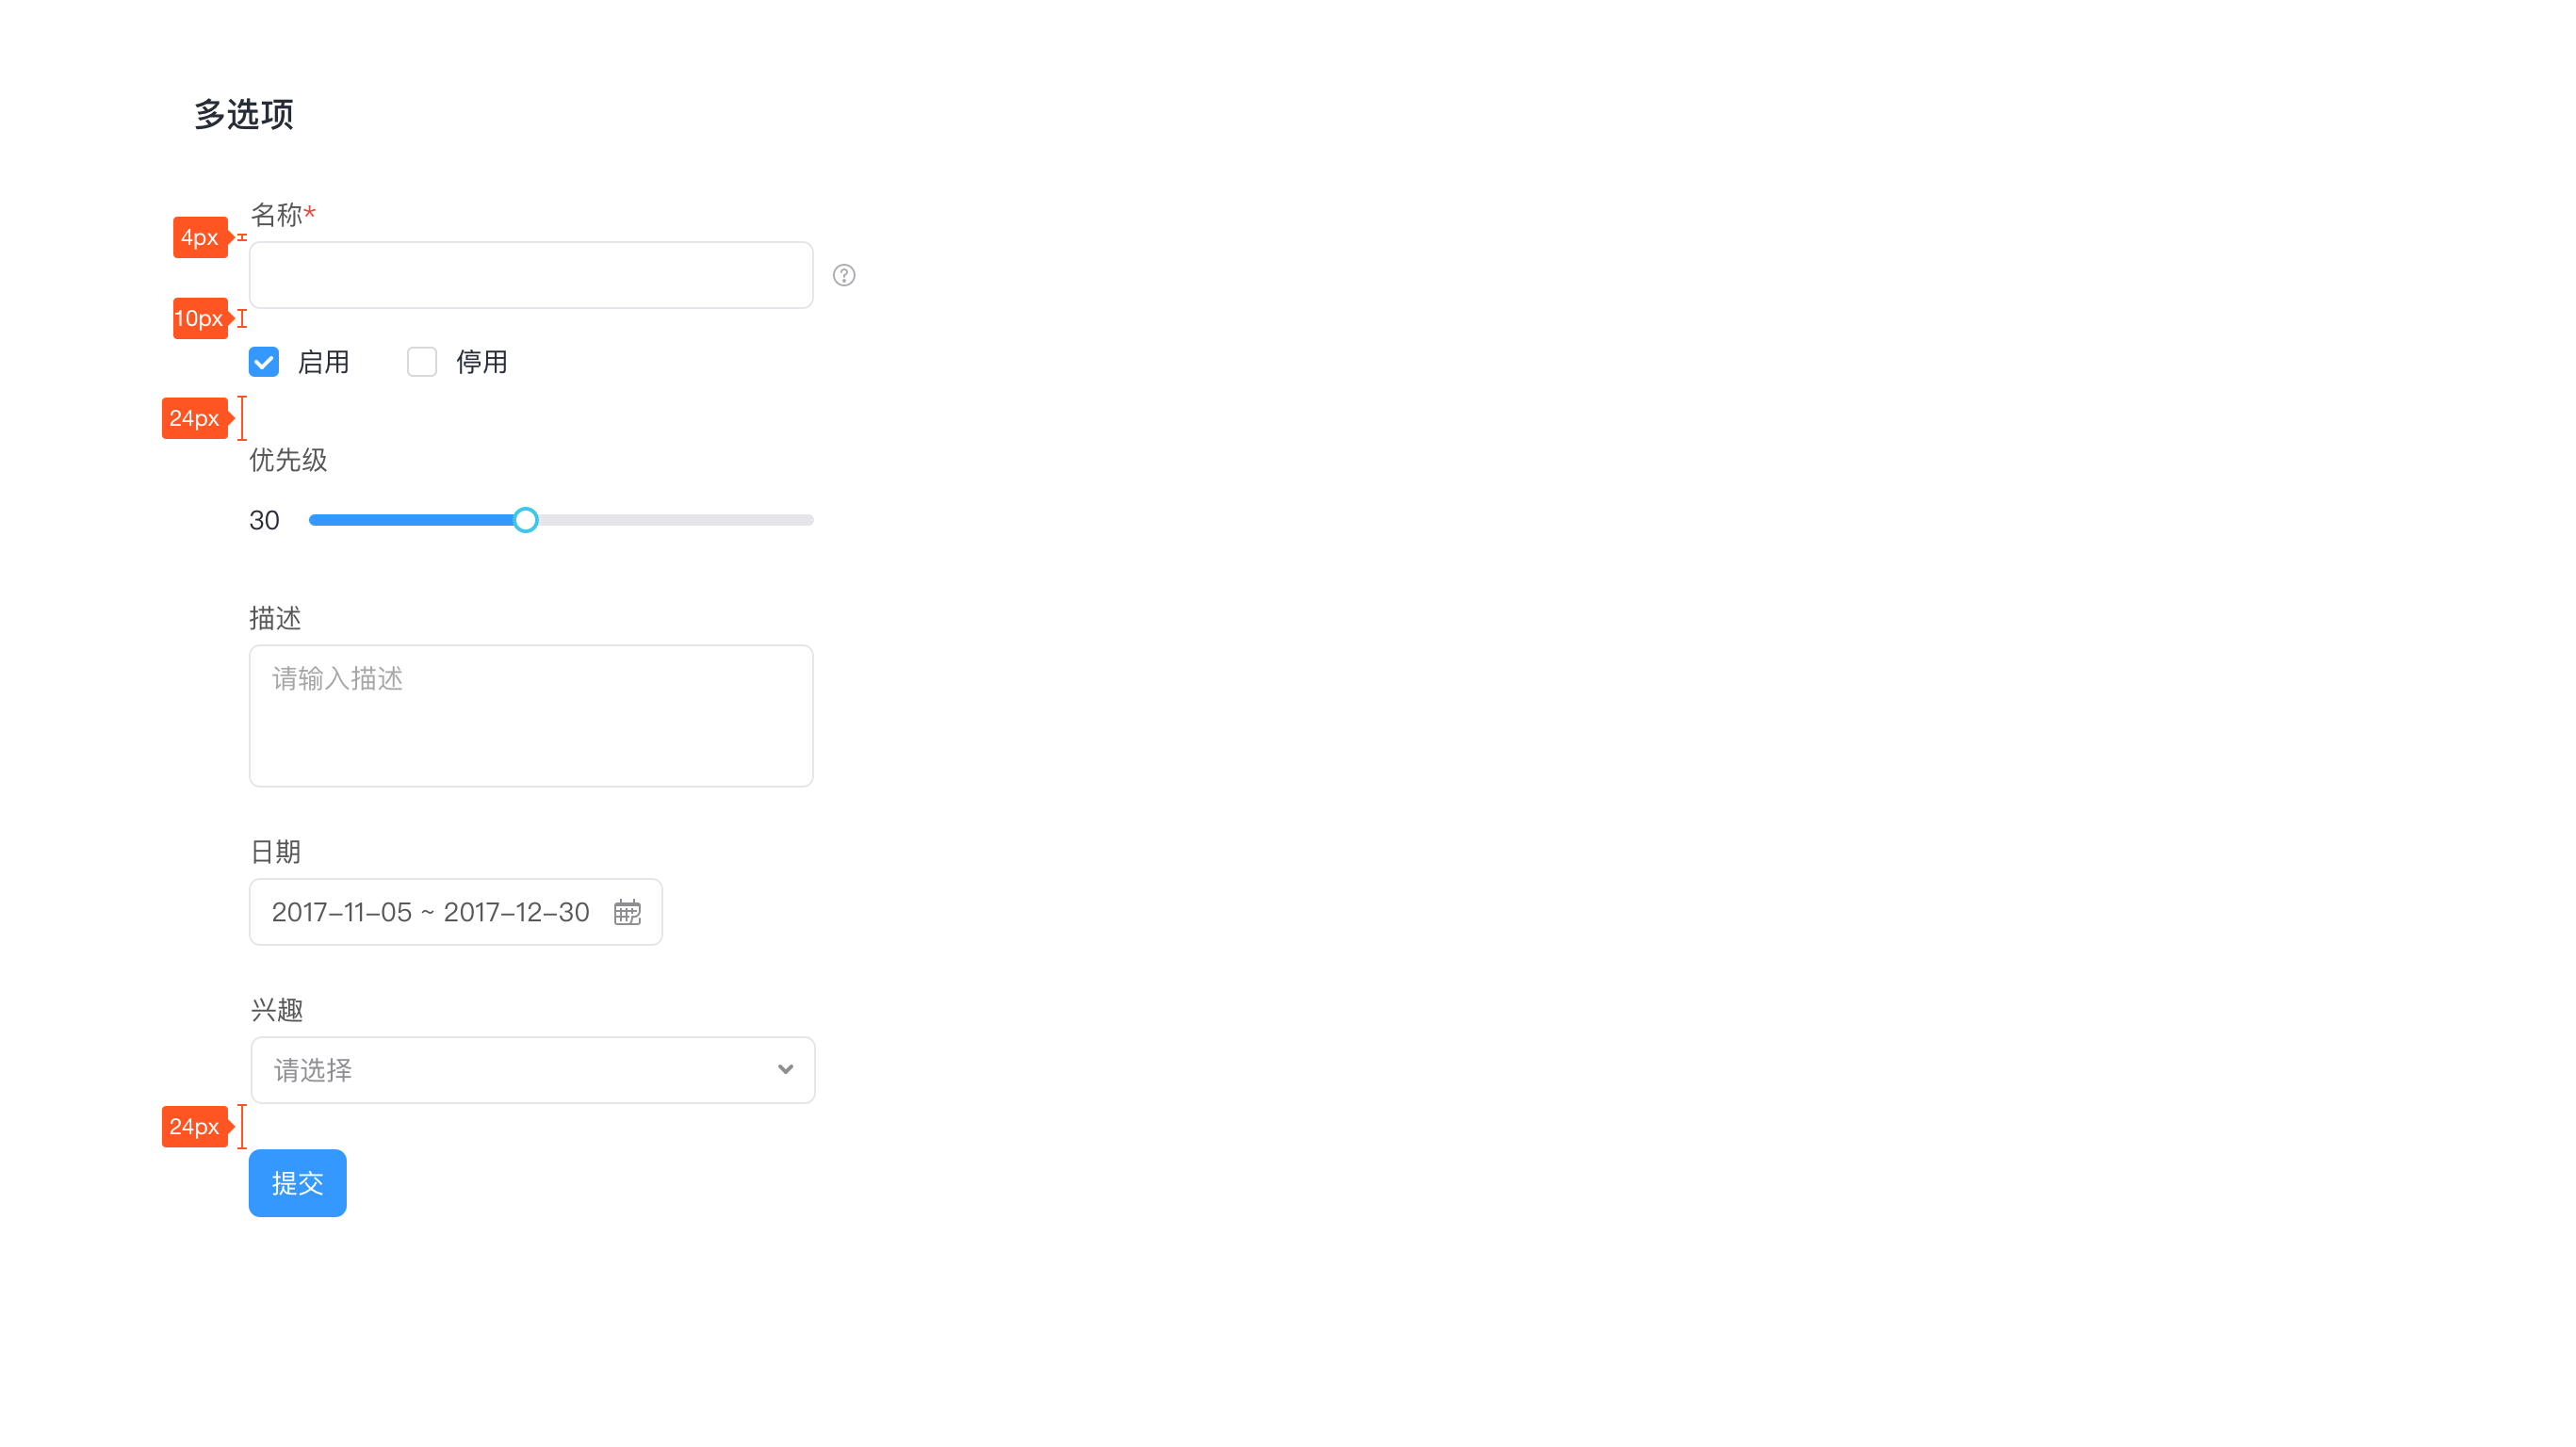 多选项
名称*
4px
10px
启用 停用
24px
优先级
30
描述
请输入描述
日期
2017-11-05 ~ 2017-12-30
兴趣
请选择
24px
提交